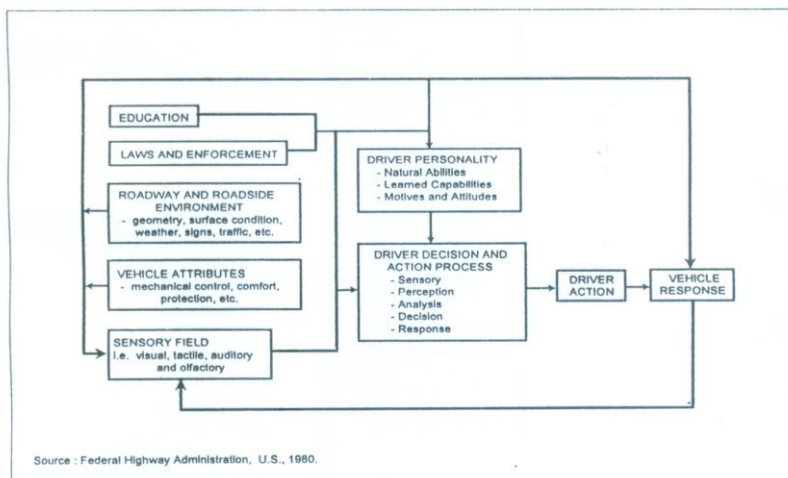 EDUCATION
LAWS AND ENFORCEMENT
ROADWAY AND ROADSIDE
ENVIRONMENT
- geometry, surface condition,
weather, signs, traffic, etc.
VEHICLE ATTRIBUTES
- mechanical control, comfort,
protection, etc.
SENSORY FIELD
i.e. visual, tactile, auditory
and olfactory
DRIVER PERSONALITY
- Natural Abilities
- Learned Capabilities
- Motives and Attitudes
DRIVER DECISION AND
ACTION PROCESS
- Sensory
- Perception
- Analysis
- Decision
- Response
DRIVER
ACTION
VEHICLE
RESPONSE
Source : Federal Highway Administration, U.S., 1980.